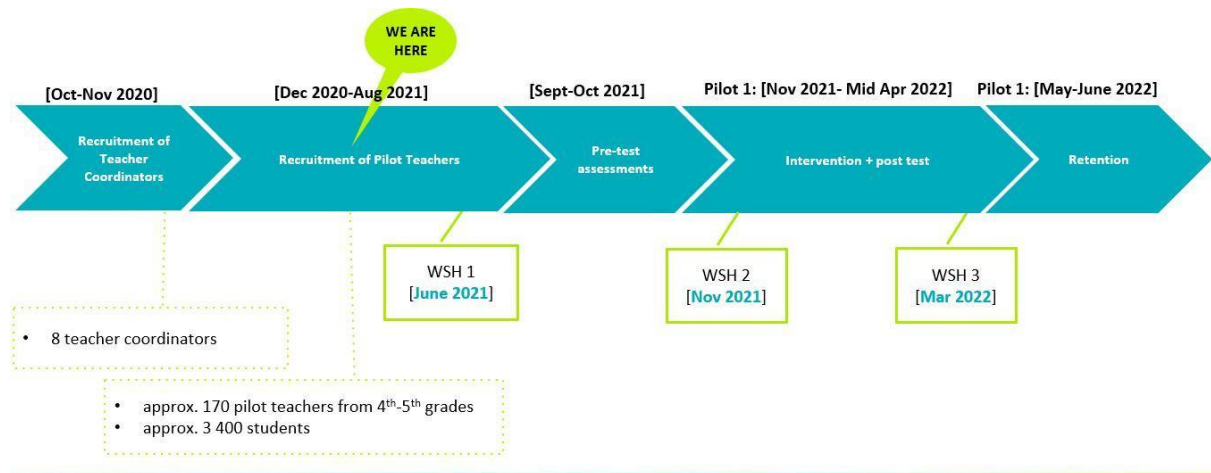 WE ARE
HERE
[Oct-Nov 2020]
[Dec 2020-Aug 2021]
[Sept-Oct 2021]
Pilot 1: [Nov 2021- Mid Apr 2022]
Pilot 1: [May-June 2022]
Recruitment of
Teacher
Coordinators
Recruitment of Pilot Teachers
Pre-test
assessments
Intervention + post test
Retention
WSH 1
[June 2021]
WSH 2
[Nov 2021]
WSH 3
[Mar 2022]
• 8 teacher coordinators
• approx. 170 pilot teachers from 4th-5th grades
• approx. 3 400 students